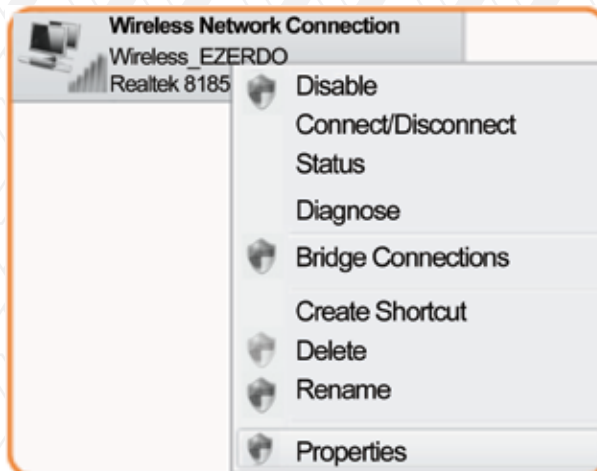 Wireless Network Connection
Wireless_EZERDO
Realtek 8185
Disable
Connect/Disconnect
Status
Diagnose
Bridge Connections
Create Shortcut
Delete
Rename
Properties